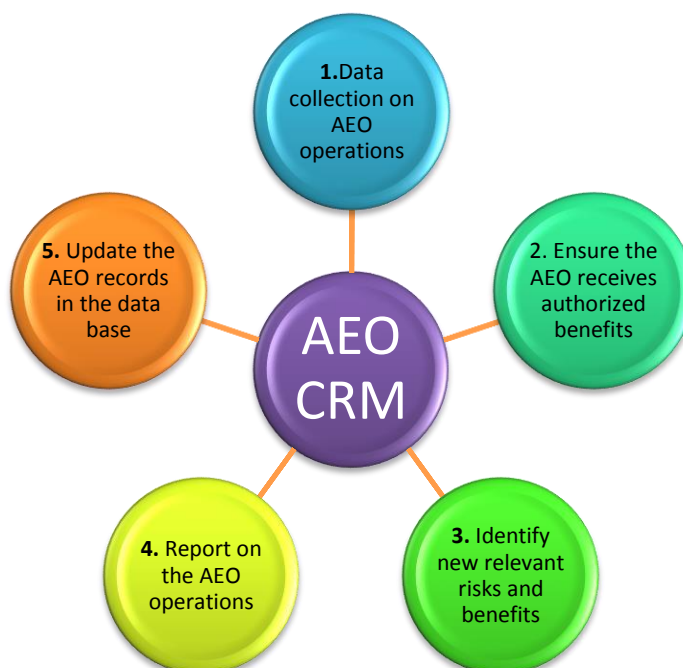 1.Data
collection on
AEO
operations
2. Ensure the
AEO receives
authorized
benefits
3. Identify
new relevant
risks and
benefits
4. Report on
the AEO
operations
5. Update the
AEO records
in the data
base
AEO
CRM